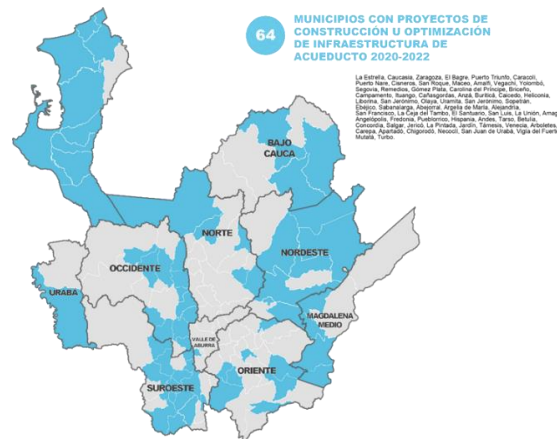 64
MUNICIPIOS CON PROYECTOS DE
CONSTRUCCIÓN U OPTIMIZACIÓN
DE INFRAESTRUCTURA DE
ACUEDUCTO 2020-2022
La Estrella, Caucasia, Zaragoza, El Bagre, Puerto Triunfo, Caracolí,
Puerto Nare, Cisneros, San Roque, Maceo, Amalfi, Vegachí, Yolombó,
Segovia, Remedios, Gómez Plata, Carolina del Príncipe, Briceño,
Campamento, Ituango, Cañasgordas, Anzá, Buriticá, Caicedo, Heliconia,
Liborina, San Jerónimo, Olaya, Uramita, San Jerónimo, Sopetrán,
Ebéjico, Sabanalarga, Abejorral, Argelia de María, Alejandría,
San Francisco, La Ceja del Tambo, El Santuario, San Luis, La Unión, Amag
Angelópolis, Fredonia, Pueblorrico, Hispania, Andes, Tarso, Betulia,
Concordia, Salgar, Jericó, La Pintada, Jardín, Támesis, Venecia, Arboletes,
Carepa, Apartadó, Chigorodó, Necoclí, San Juan de Urabá, Vigía del Fuerte
Mutatá, Turbo.
BAJO
CAUCA
NORTE
NORDESTE
OCCIDENTE
URABA
MAGDALENA
MEDIO
VALLE DE
ABURRA
ORIENTE
SUROESTE